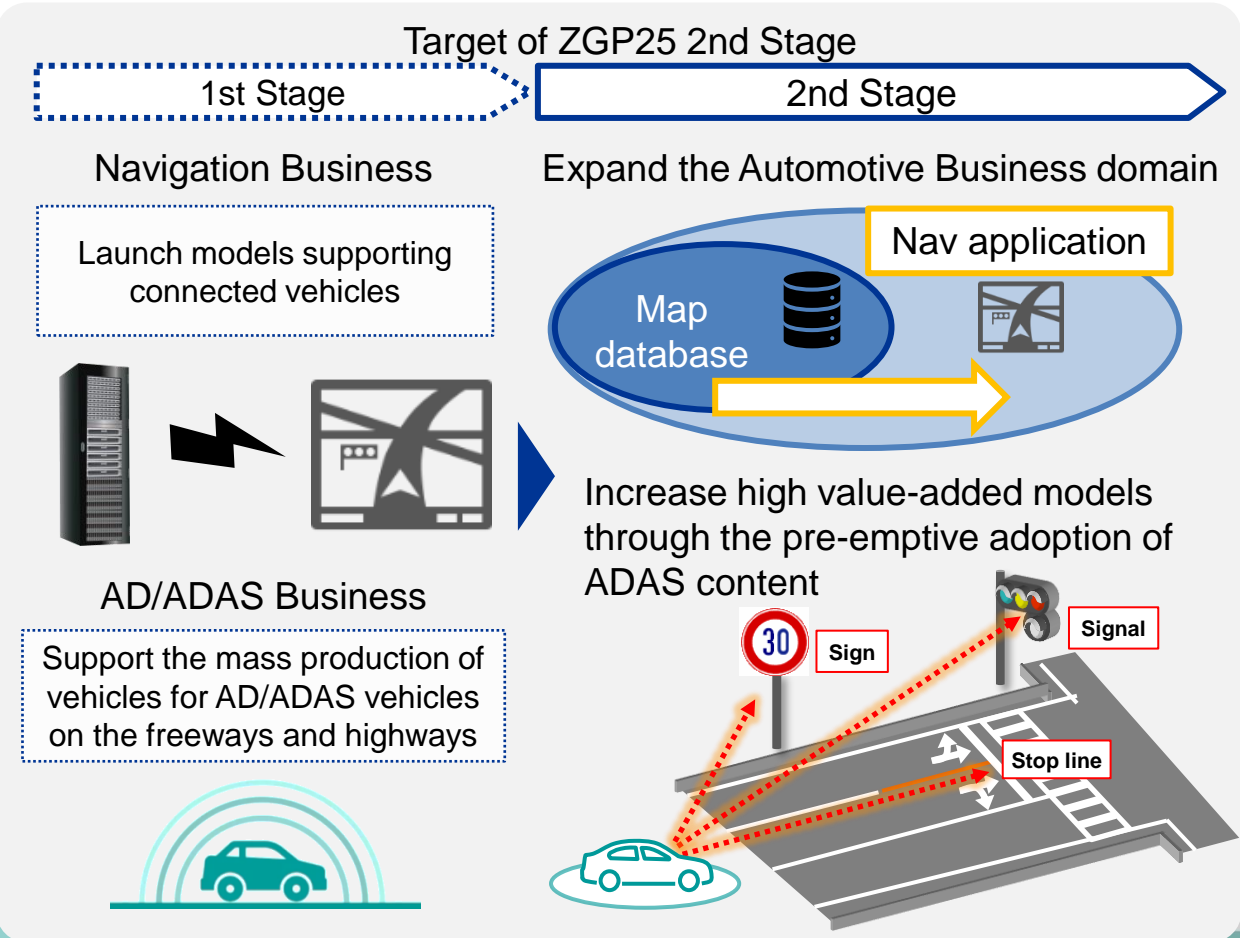 Target of ZGP25 2nd Stage
1st Stage
2nd Stage
Navigation Business
Launch models supporting
connected vehicles
AD/ADAS Business
Support the mass production of
vehicles for AD/ADAS vehicles
on the freeways and highways
Expand the Automotive Business domain
Nav application
Map
database
Increase high value-added models
through the pre-emptive adoption of
ADAS content
30
Sign
Signal
Stop line